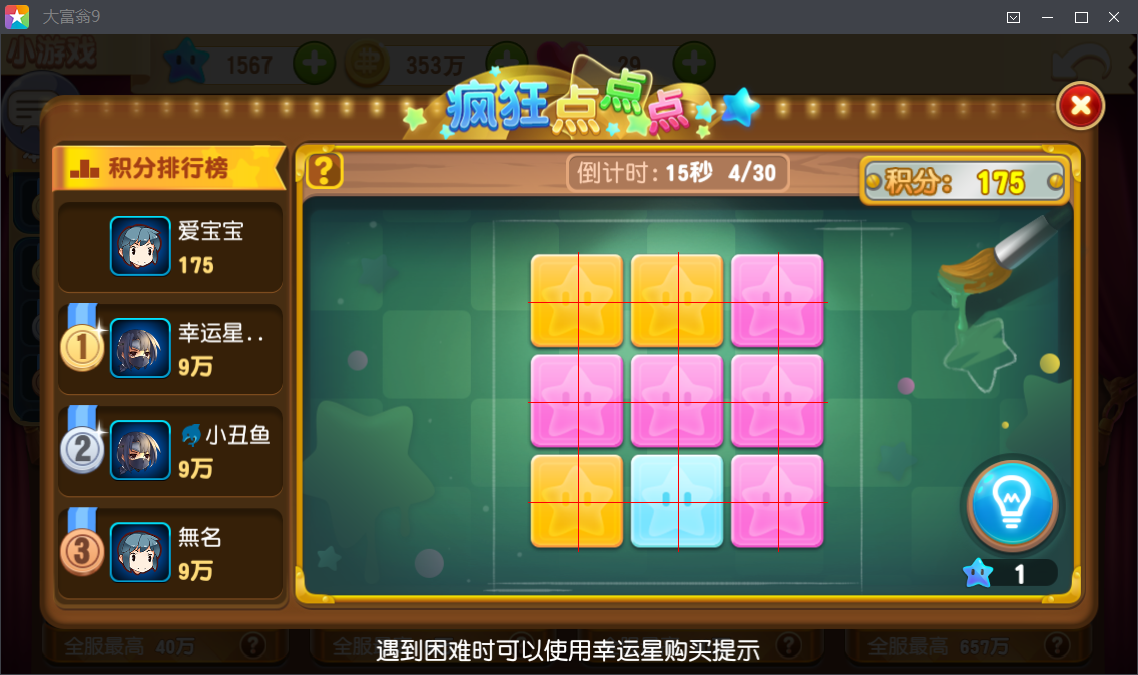 大富翁9
小游戏
1567
353万
29
疯狂点点点
积分排行榜
倒计时:15秒 4/30
积分: 175
爱宝宝
175
1
幸运星..
9万
2
小丑鱼
9万
3
無名
9万
1
全服最高 40万
全服最高 657万
遇到困难时可以使用幸运星购买提示